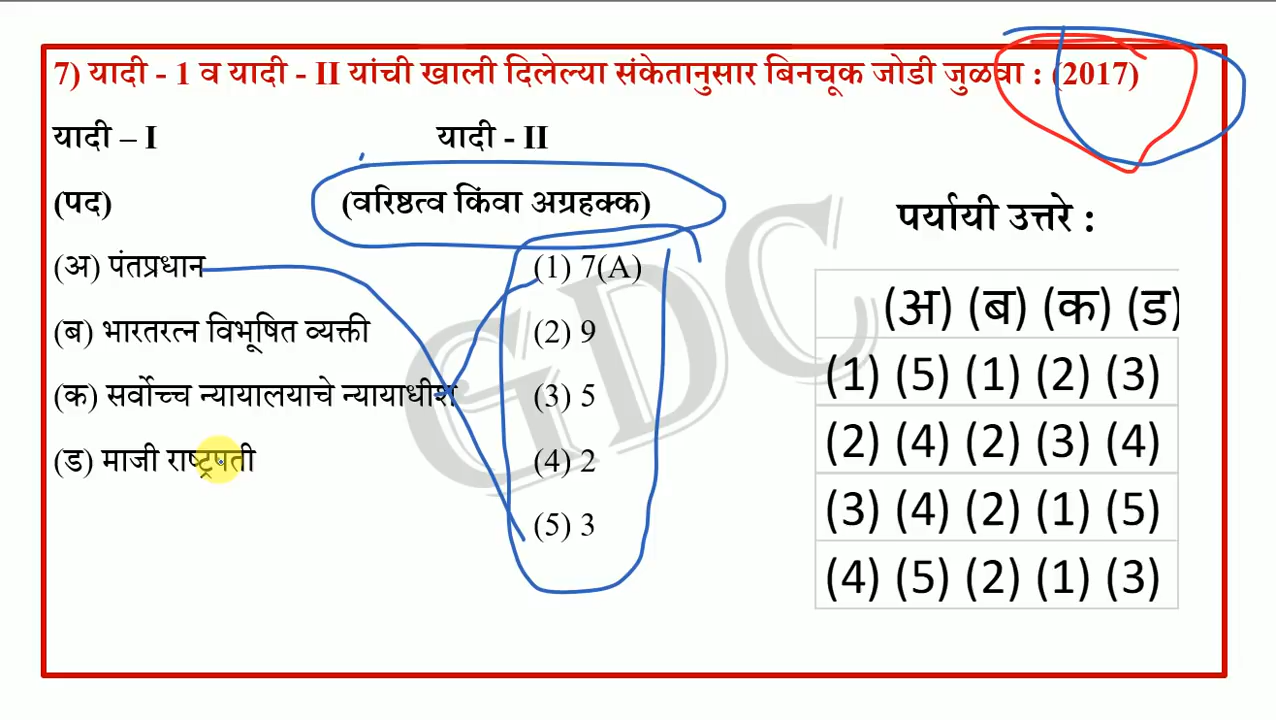 7) यादी - 1 व यादी - II यांची खाली दिलेल्या संकेतानुसार बिनचूक जोडी जुळवा : (2017)
यादी – I यादी - II
(पद) (वरिष्ठत्व किंवा अग्रहक्क)
(अ) पंतप्रधान (1) 7(A)
(ब) भारतरत्न विभूषित व्यक्ती (2) 9
(क) सर्वोच्च न्यायालयाचे न्यायाधीश (3) 5
(ड) माजी राष्ट्रपती (4) 2
(5) 3
पर्यायी उत्तरे :
(अ) (ब) (क) (ड)
(1) (5) (1) (2) (3)
(2) (4) (2) (3) (4)
(3) (4) (2) (1) (5)
(4) (5) (2) (1) (3)
GDC